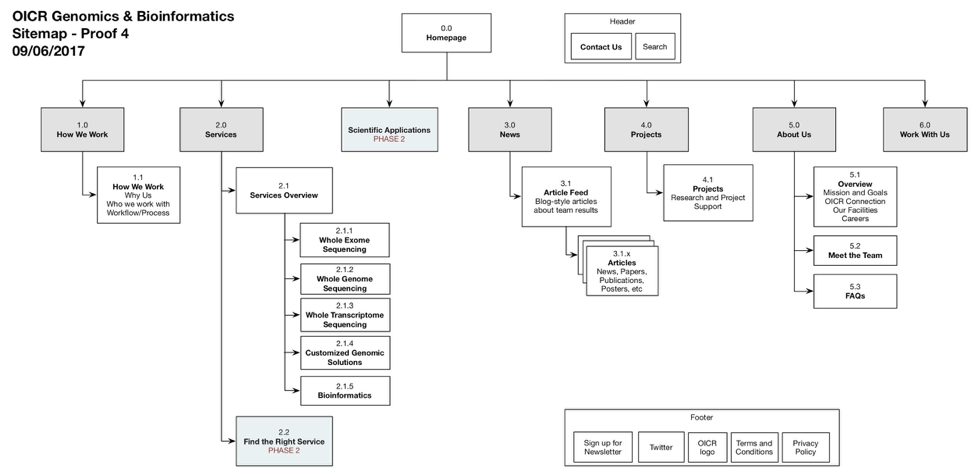 OICR Genomics & Bioinformatics
Sitemap - Proof 4
09/06/2017
0.0
Homepage
Header
Contact Us
Search
1.0
How We Work
2.0
Services
Scientific Applications
PHASE 2
3.0
News
4.0
Projects
5.0
About Us
6.0
Work With Us
1.1
How We Work
Why Us
Who we work with
Workflow/Process
2.1
Services Overview
2.1.1
Whole Exome
Sequencing
2.1.2
Whole Genome
Sequencing
2.1.3
Whole Transcriptome
Sequencing
2.1.4
Customized Genomic
Solutions
2.1.5
Bioinformatics
2.2
Find the Right Service
PHASE 2
3.1
Article Feed
Blog-style articles
about team results
3.1.x
Articles
News, Papers,
Publications,
Posters, etc
4.1
Projects
Research and Project
Support
5.1
Overview
Mission and Goals
OICR Connection
Our Facilities
Careers
5.2
Meet the Team
5.3
FAQs
Footer
Sign up for
Newsletter
Twitter
OICR
logo
Terms and
Conditions
Privacy
Policy